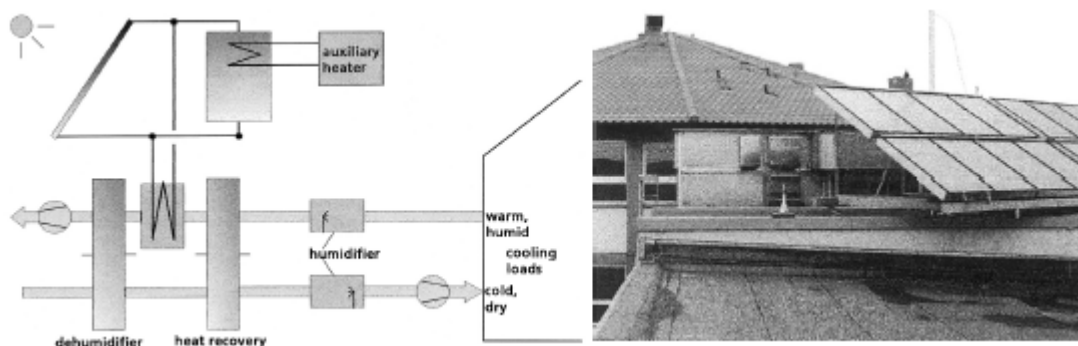 auxiliary
heater
warm,
humid
humidifier
cooling
loads
cold,
dry
dehumidifier
heat recovery